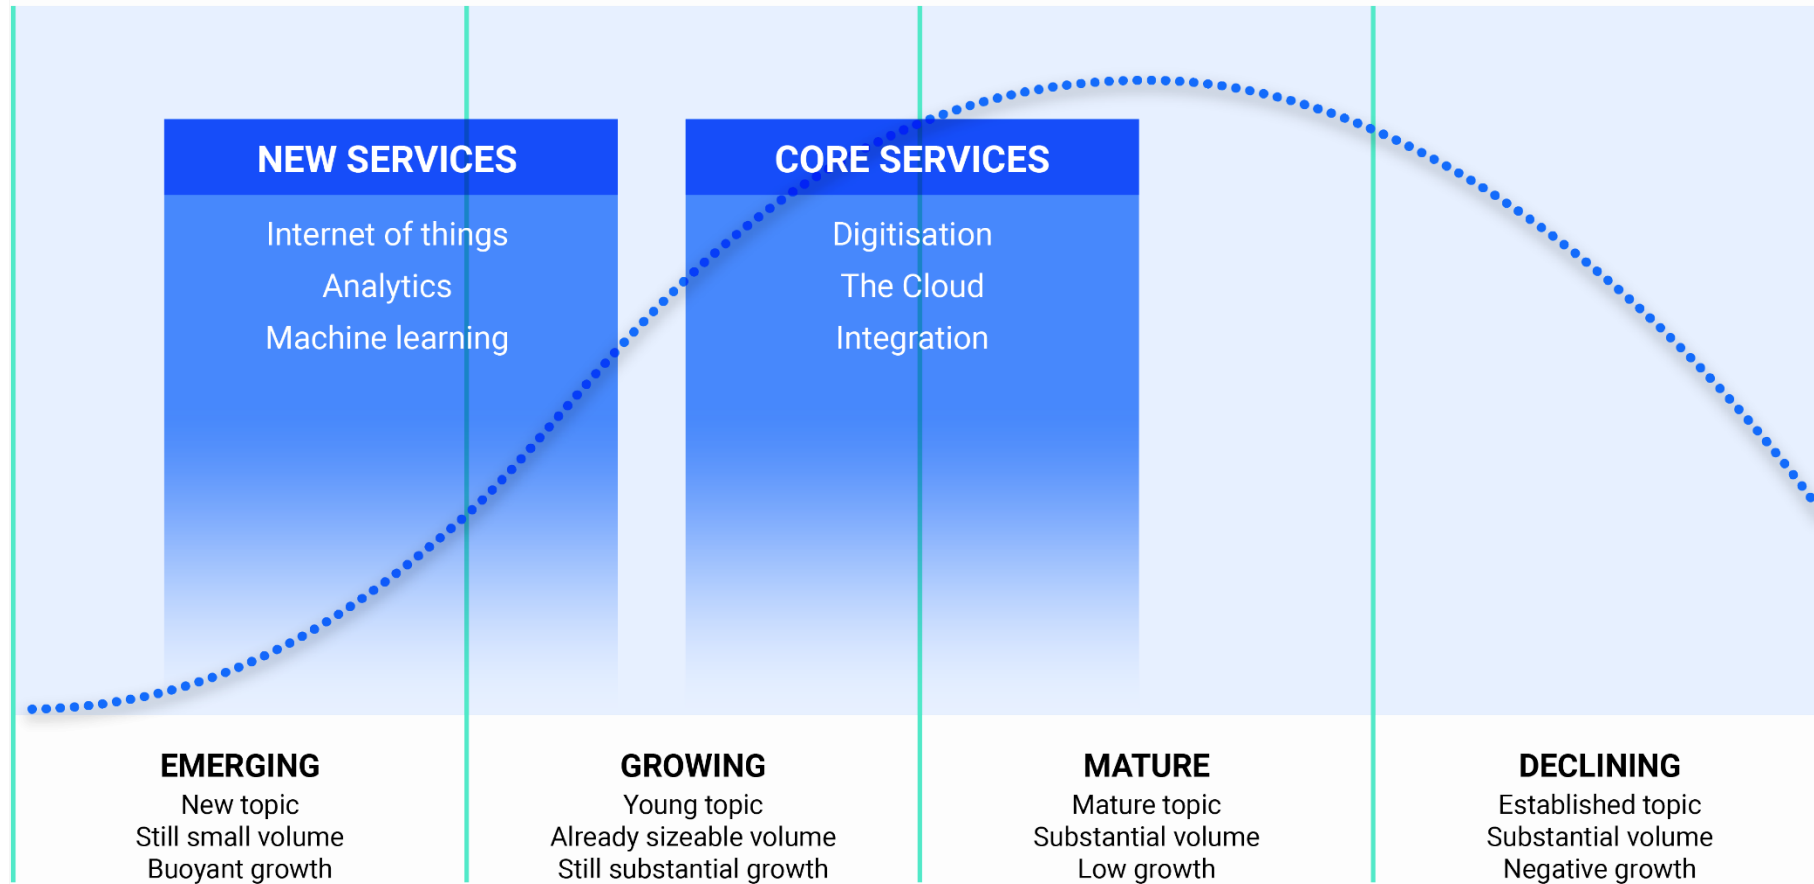 NEW SERVICES
Internet of things
Analytics
Machine learning
CORE SERVICES
Digitisation
The Cloud
Integration
EMERGING
New topic
Still small volume
Buoyant growth
GROWING
Young topic
Already sizeable volume
Still substantial growth
MATURE
Mature topic
Substantial volume
Low growth
DECLINING
Established topic
Substantial volume
Negative growth